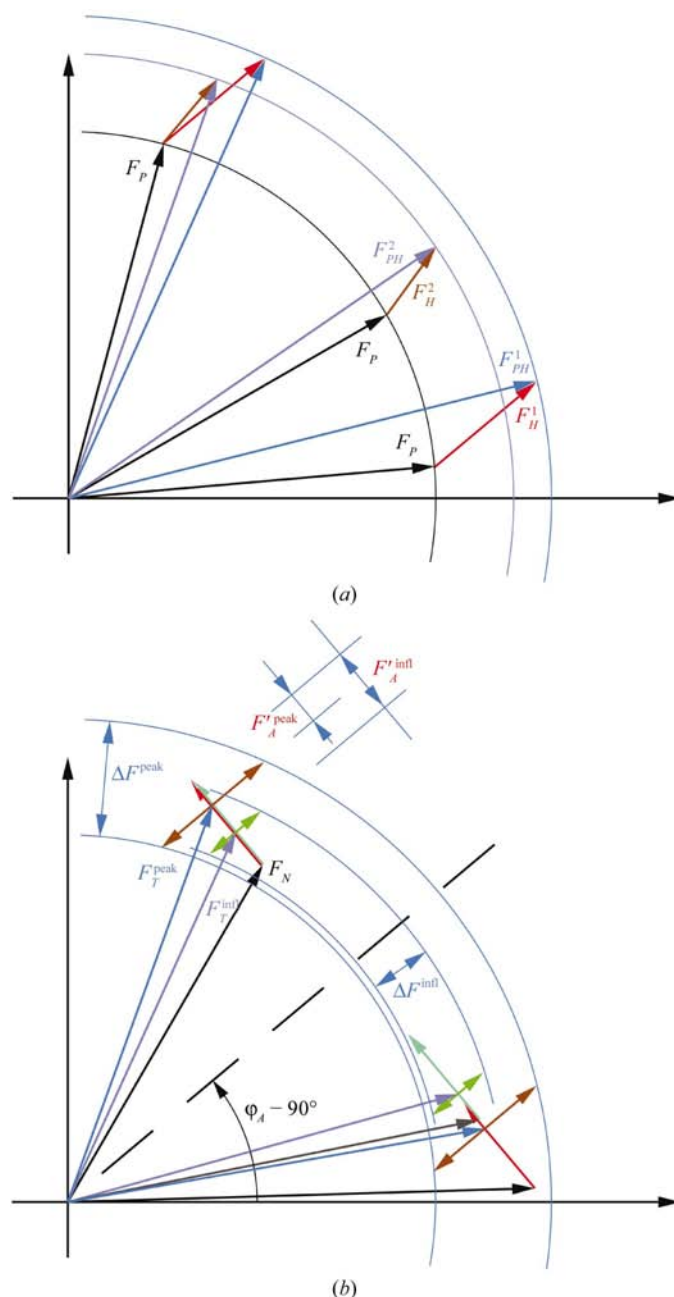 F_P
F_PH^2
F_H^2
F_P
F_PH^1
F_P
F_H^1
(a)
F'_A^infl
F'_A^peak
ΔF^peak
F_T^peak
F_N
F_T^infl
ΔF^infl
φ_A − 90°
(b)